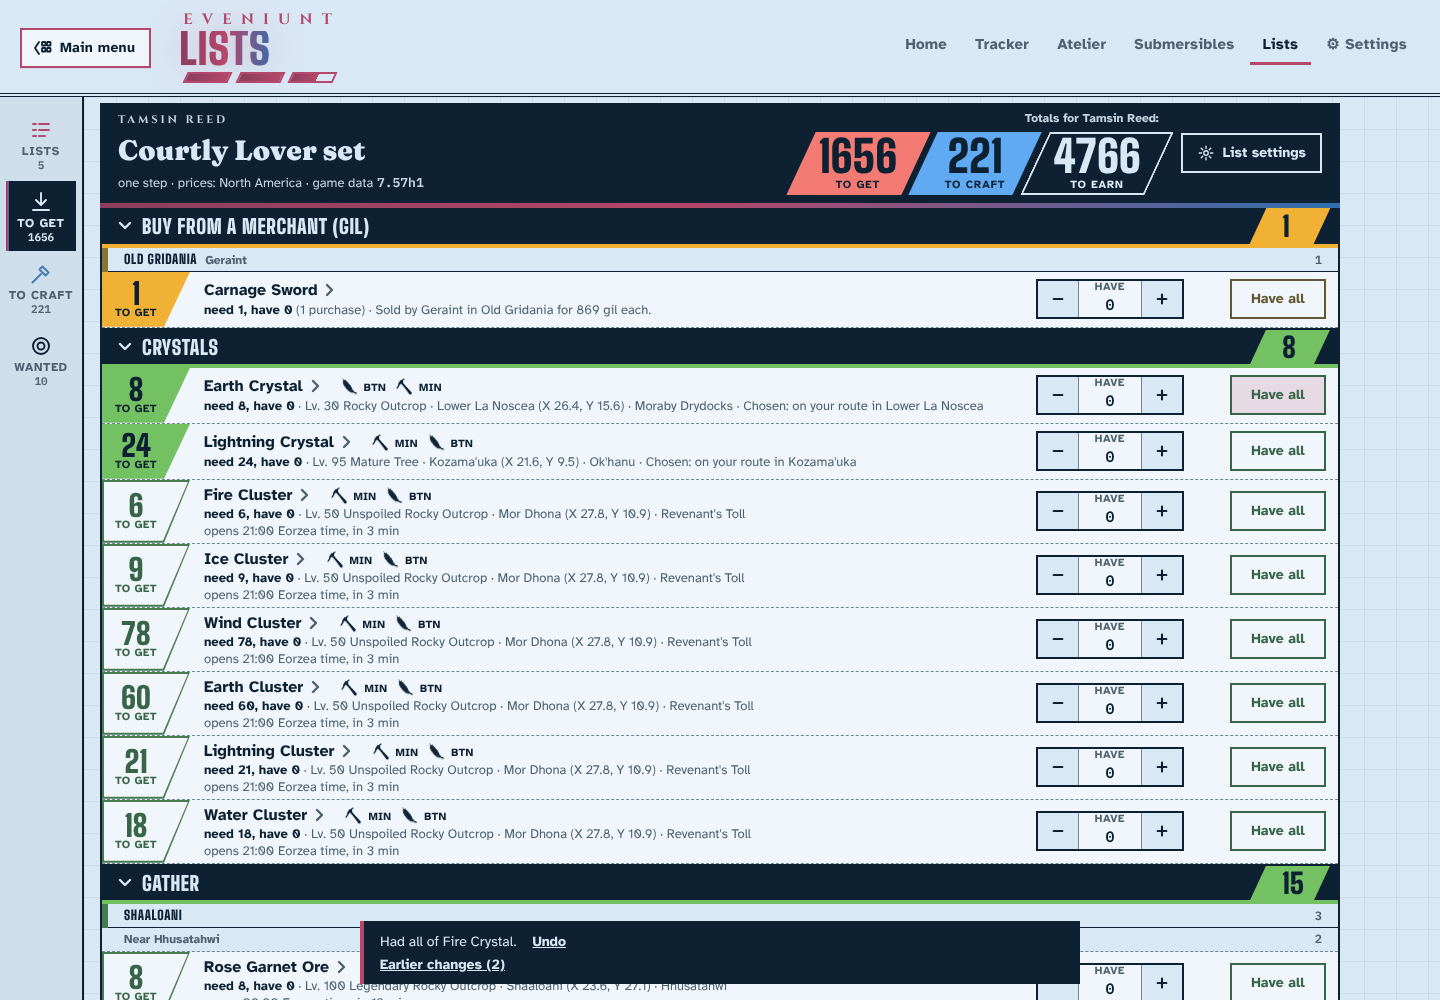 Main menu
EVENIUNT
LISTS
Home
Tracker
Atelier
Submersibles
Lists
Settings
LISTS
5
TO GET
1656
TO CRAFT
221
WANTED
10
TAMSIN REED
Courtly Lover set
one step · prices: North America · game data 7.57h1
Totals for Tamsin Reed:
1656
TO GET
221
TO CRAFT
4766
TO EARN
List settings
BUY FROM A MERCHANT (GIL)
1
OLD GRIDANIA Geraint
1
1
TO GET
Carnage Sword
need 1, have 0 (1 purchase) · Sold by Geraint in Old Gridania for 869 gil each.
−
HAVE
0
+
Have all
CRYSTALS
8
8
TO GET
Earth Crystal BTN MIN
need 8, have 0 · Lv. 30 Rocky Outcrop · Lower La Noscea (X 26.4, Y 15.6) · Moraby Drydocks · Chosen: on your route in Lower La Noscea
−
HAVE
0
+
Have all
24
TO GET
Lightning Crystal MIN BTN
need 24, have 0 · Lv. 95 Mature Tree · Kozama'uka (X 21.6, Y 9.5) · Ok'hanu · Chosen: on your route in Kozama'uka
−
HAVE
0
+
Have all
6
TO GET
Fire Cluster MIN BTN
need 6, have 0 · Lv. 50 Unspoiled Rocky Outcrop · Mor Dhona (X 27.8, Y 10.9) · Revenant's Toll
opens 21:00 Eorzea time, in 3 min
−
HAVE
0
+
Have all
9
TO GET
Ice Cluster MIN BTN
need 9, have 0 · Lv. 50 Unspoiled Rocky Outcrop · Mor Dhona (X 27.8, Y 10.9) · Revenant's Toll
opens 21:00 Eorzea time, in 3 min
−
HAVE
0
+
Have all
78
TO GET
Wind Cluster MIN BTN
need 78, have 0 · Lv. 50 Unspoiled Rocky Outcrop · Mor Dhona (X 27.8, Y 10.9) · Revenant's Toll
opens 21:00 Eorzea time, in 3 min
−
HAVE
0
+
Have all
60
TO GET
Earth Cluster MIN BTN
need 60, have 0 · Lv. 50 Unspoiled Rocky Outcrop · Mor Dhona (X 27.8, Y 10.9) · Revenant's Toll
opens 21:00 Eorzea time, in 3 min
−
HAVE
0
+
Have all
21
TO GET
Lightning Cluster MIN BTN
need 21, have 0 · Lv. 50 Unspoiled Rocky Outcrop · Mor Dhona (X 27.8, Y 10.9) · Revenant's Toll
opens 21:00 Eorzea time, in 3 min
−
HAVE
0
+
Have all
18
TO GET
Water Cluster MIN BTN
need 18, have 0 · Lv. 50 Unspoiled Rocky Outcrop · Mor Dhona (X 27.8, Y 10.9) · Revenant's Toll
opens 21:00 Eorzea time, in 3 min
−
HAVE
0
+
Have all
GATHER
15
SHAALOANI
3
Near Hhusatahwi
2
Had all of Fire Crystal. Undo
Earlier changes (2)
8
TO GET
Rose Garnet Ore
need 8, have 0 · Lv. 100 Legendary Rocky Outcrop · Shaaloani (X 23.6, Y 27.1) · Hhusatahwi
−
HAVE
0
+
Have all